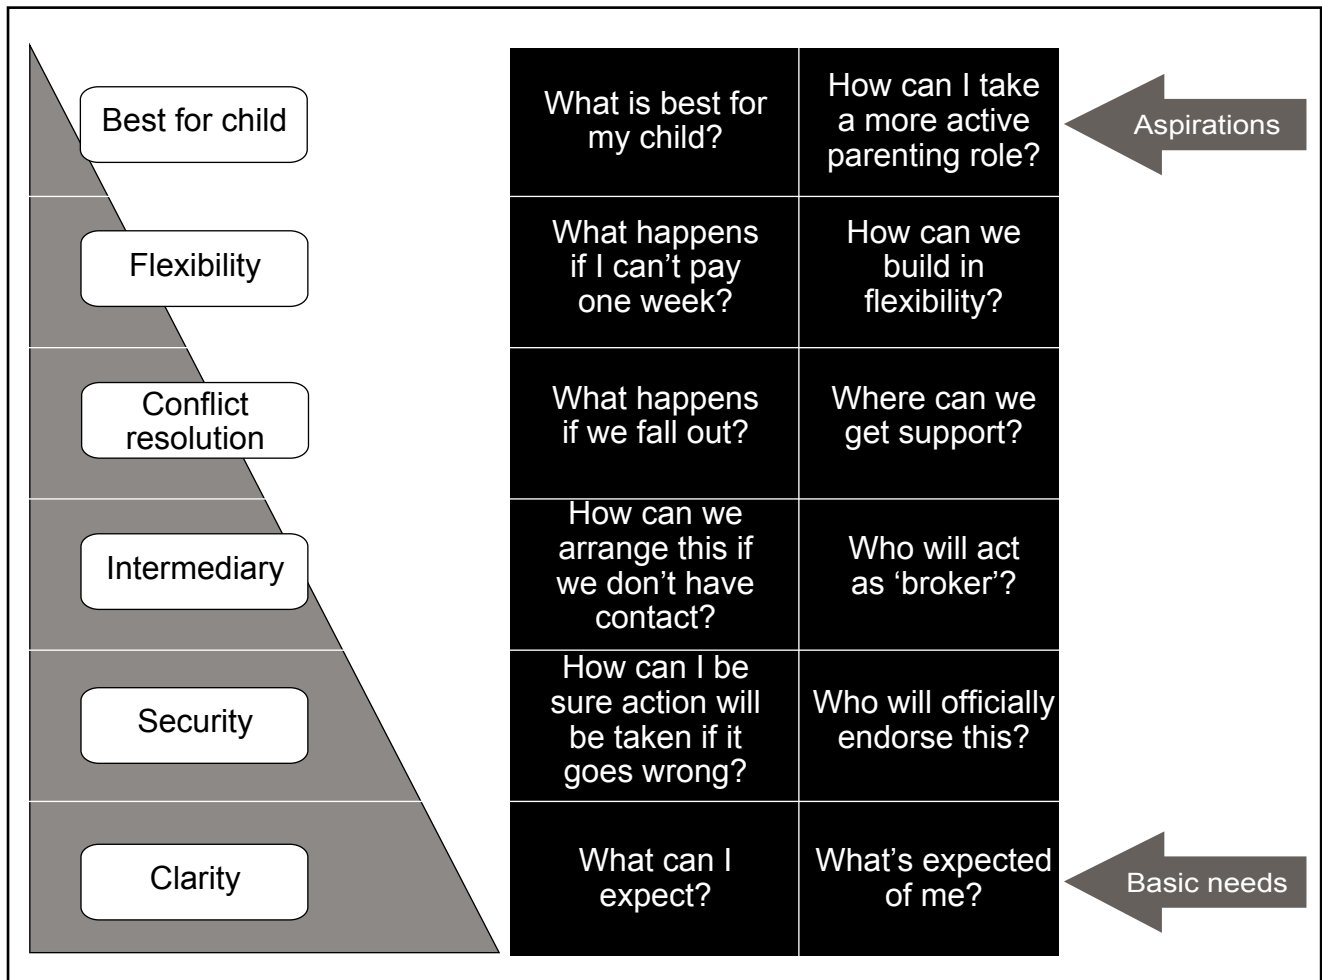 Best for child
What is best for
my child?
How can I take
a more active
parenting role?
Aspirations
Flexibility
What happens
if I can’t pay
one week?
How can we
build in
flexibility?
Conflict
resolution
What happens
if we fall out?
Where can we
get support?
Intermediary
How can we
arrange this if
we don’t have
contact?
Who will act
as ‘broker’?
Security
How can I be
sure action will
be taken if it
goes wrong?
Who will officially
endorse this?
Clarity
What can I
expect?
What’s expected
of me?
Basic needs